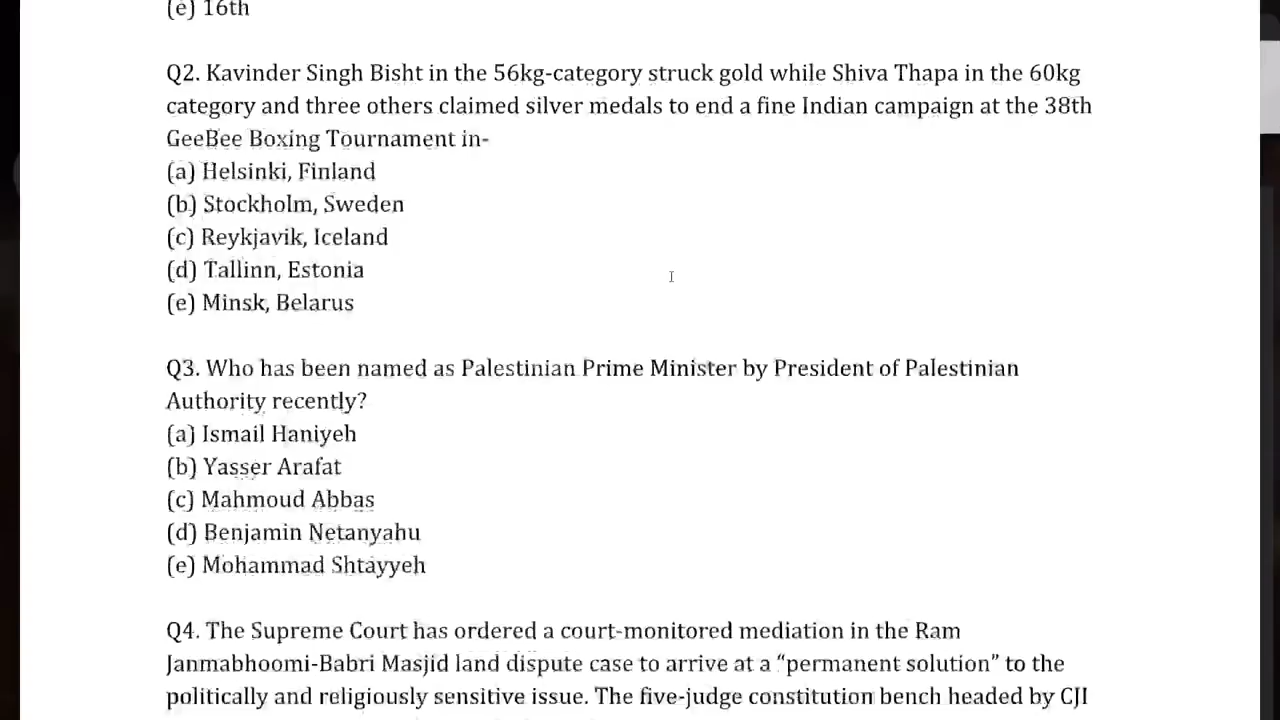 (e) 16th
Q2. Kavinder Singh Bisht in the 56kg-category struck gold while Shiva Thapa in the 60kg
category and three others claimed silver medals to end a fine Indian campaign at the 38th
GeeBee Boxing Tournament in-
(a) Helsinki, Finland
(b) Stockholm, Sweden
(c) Reykjavik, Iceland
(d) Tallinn, Estonia
(e) Minsk, Belarus
Q3. Who has been named as Palestinian Prime Minister by President of Palestinian
Authority recently?
(a) Ismail Haniyeh
(b) Yasser Arafat
(c) Mahmoud Abbas
(d) Benjamin Netanyahu
(e) Mohammad Shtayyeh
Q4. The Supreme Court has ordered a court-monitored mediation in the Ram
Janmabhoomi-Babri Masjid land dispute case to arrive at a “permanent solution” to the
politically and religiously sensitive issue. The five-judge constitution bench headed by CJI